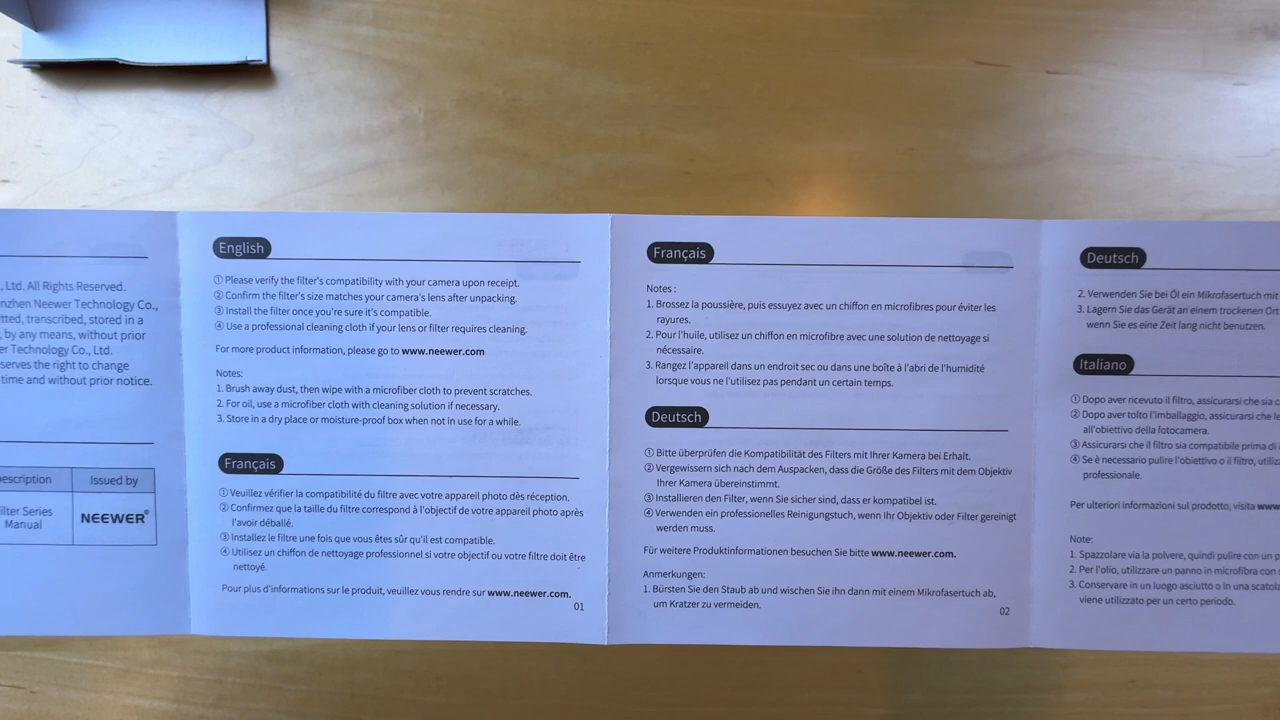 , Ltd. All Rights Reserved.
nzhen Neewer Technology Co.,
tted, transcribed, stored in a
, by any means, without prior
er Technology Co., Ltd.
serves the right to change
time and without prior notice.
escription Issued by
ilter Series
Manual
NEEWER®
English
① Please verify the filter's compatibility with your camera upon receipt.
② Confirm the filter's size matches your camera's lens after unpacking.
③ Install the filter once you're sure it's compatible.
④ Use a professional cleaning cloth if your lens or filter requires cleaning.
For more product information, please go to www.neewer.com
Notes:
1. Brush away dust, then wipe with a microfiber cloth to prevent scratches.
2. For oil, use a microfiber cloth with cleaning solution if necessary.
3. Store in a dry place or moisture-proof box when not in use for a while.
Français
① Veuillez vérifier la compatibilité du filtre avec votre appareil photo dès réception.
② Confirmez que la taille du filtre correspond à l'objectif de votre appareil photo après
l'avoir déballé.
③ Installez le filtre une fois que vous êtes sûr qu'il est compatible.
④ Utilisez un chiffon de nettoyage professionnel si votre objectif ou votre filtre doit être
nettoyé.
Pour plus d'informations sur le produit, veuillez vous rendre sur www.neewer.com.
01
Français
Notes :
1. Brossez la poussière, puis essuyez avec un chiffon en microfibres pour éviter les
rayures.
2. Pour l'huile, utilisez un chiffon en microfibre avec une solution de nettoyage si
nécessaire.
3. Rangez l'appareil dans un endroit sec ou dans une boîte à l'abri de l'humidité
lorsque vous ne l'utilisez pas pendant un certain temps.
Deutsch
① Bitte überprüfen die Kompatibilität des Filters mit Ihrer Kamera bei Erhalt.
② Vergewissern sich nach dem Auspacken, dass die Größe des Filters mit dem Objektiv
Ihrer Kamera übereinstimmt.
③ Installieren den Filter, wenn Sie sicher sind, dass er kompatibel ist.
④ Verwenden ein professionelles Reinigungstuch, wenn Ihr Objektiv oder Filter gereinigt
werden muss.
Für weitere Produktinformationen besuchen Sie bitte www.neewer.com.
Anmerkungen:
1. Bürsten Sie den Staub ab und wischen Sie ihn dann mit einem Mikrofasertuch ab,
um Kratzer zu vermeiden.
02
Deutsch
2. Verwenden Sie bei Öl ein Mikrofasertuch mit
3. Lagern Sie das Gerät an einem trockenen Ort
wenn Sie es eine Zeit lang nicht benutzen.
Italiano
① Dopo aver ricevuto il filtro, assicurarsi che sia
② Dopo aver tolto l'imballaggio, assicurarsi che
all'obiettivo della fotocamera.
③ Assicurarsi che il filtro sia compatibile prima di
④ Se è necessario pulire l'obiettivo o il filtro,
professionale.
Per ulteriori informazioni sul prodotto, visita www
Note:
1. Spazzolare via la polvere, quindi pulire con un
2. Per l'olio, utilizzare un panno in microfibra con
3. Conservare in un luogo asciutto o in una
viene utilizzato per un certo periodo.